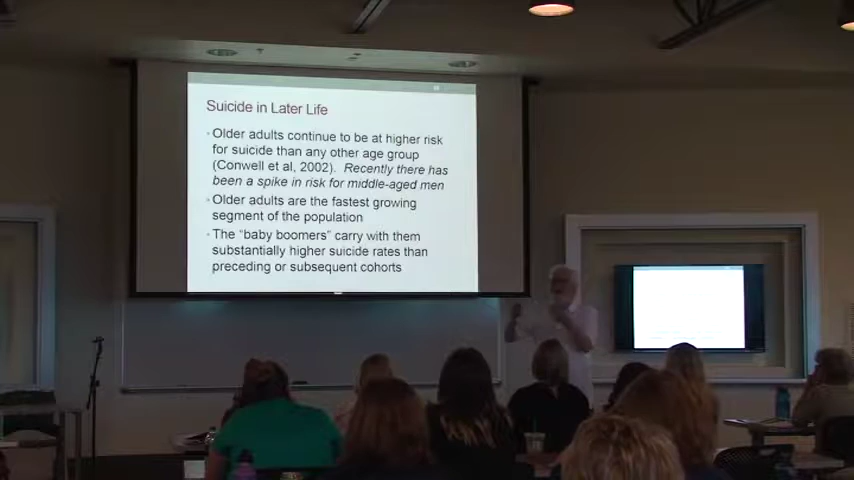 Suicide in Later Life
• Older adults continue to be at higher risk
for suicide than any other age group
(Conwell et al, 2002). Recently there has
been a spike in risk for middle-aged men
• Older adults are the fastest growing
segment of the population
• The “baby boomers” carry with them
substantially higher suicide rates than
preceding or subsequent cohorts